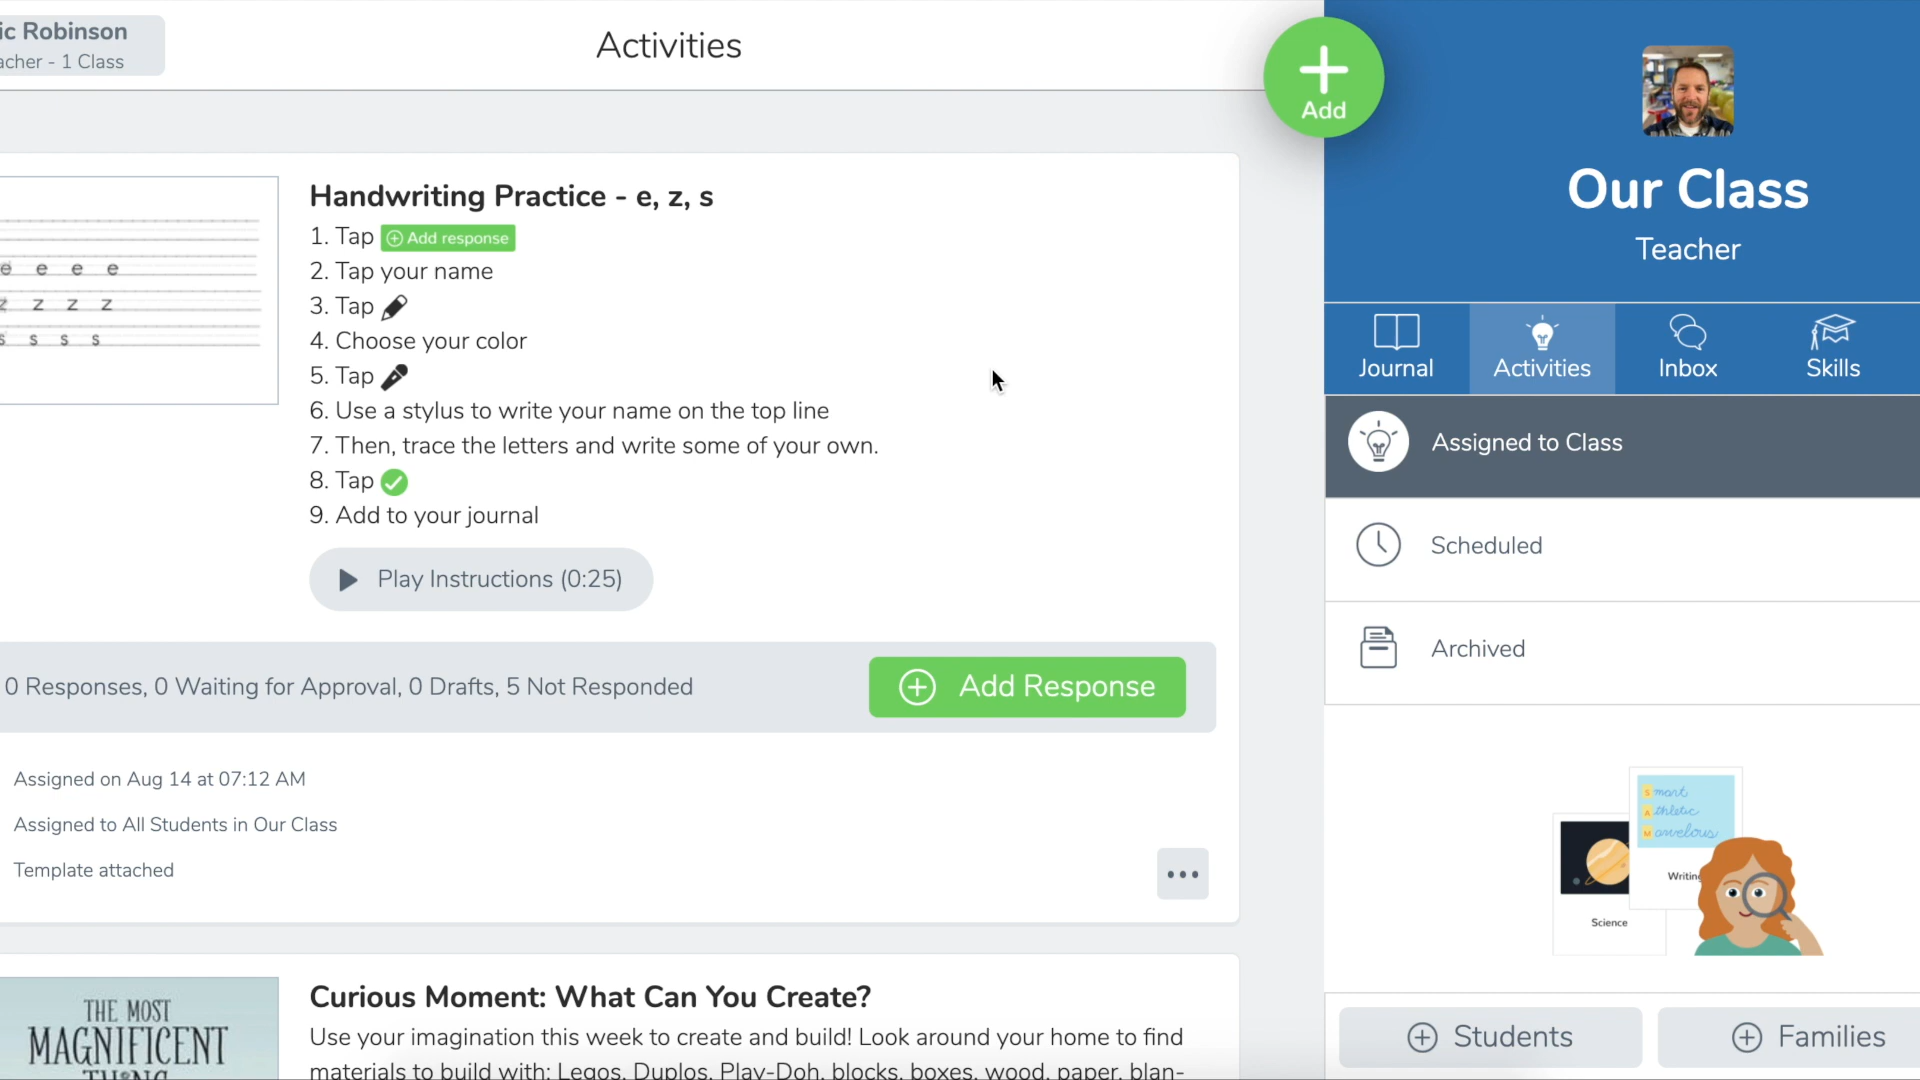 ic Robinson
acher - 1 Class
Activities
Add
Our Class
Teacher
Handwriting Practice - e, z, s
1. Tap Add response
2. Tap your name
3. Tap
4. Choose your color
5. Tap
6. Use a stylus to write your name on the top line
7. Then, trace the letters and write some of your own.
8. Tap
9. Add to your journal
e e e e
z z z z
s s s s
Play Instructions (0:25)
0 Responses, 0 Waiting for Approval, 0 Drafts, 5 Not Responded
Add Response
Assigned on Aug 14 at 07:12 AM
Assigned to All Students in Our Class
Template attached
THE MOST
MAGNIFICENT
THING
Curious Moment: What Can You Create?
Use your imagination this week to create and build! Look around your home to find
materials to build with: Legos, Duplos, Play-Doh, blocks, boxes, wood, paper, blan-
Journal
Activities
Inbox
Skills
Assigned to Class
Scheduled
Archived
Smart
Athletic
Marvelous
Writing
Science
Students
Families